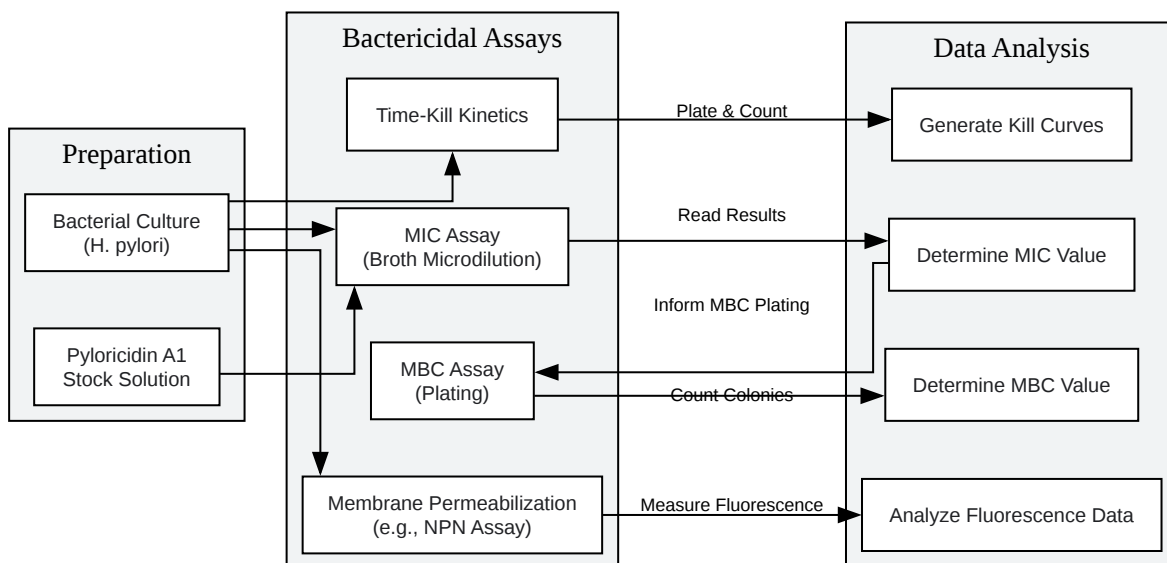 Preparation
Bacterial Culture
(H. pylori)
Pyloricidin A1
Stock Solution
Bactericidal Assays
Time-Kill Kinetics
MIC Assay
(Broth Microdilution)
MBC Assay
(Plating)
Membrane Permeabilization
(e.g., NPN Assay)
Plate & Count
Read Results
Inform MBC Plating
Count Colonies
Measure Fluorescence
Data Analysis
Generate Kill Curves
Determine MIC Value
Determine MBC Value
Analyze Fluorescence Data